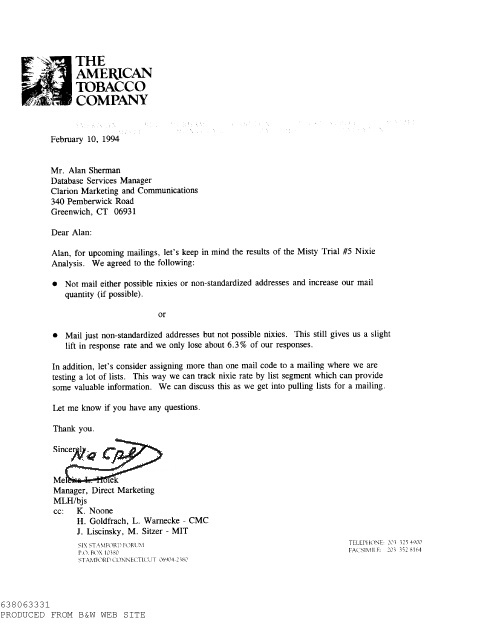 THE
AMERICAN
TOBACCO
COMPANY
February 10, 1994
Mr. Alan Sherman
Database Services Manager
Clarion Marketing and Communications
340 Pemberwick Road
Greenwich, CT 06931
Dear Alan:
Alan, for upcoming mailings, let's keep in mind the results of the Misty Trial #5 Nixie
Analysis. We agreed to the following:
● Not mail either possible nixies or non-standardized addresses and increase our mail
quantity (if possible).
or
● Mail just non-standardized addresses but not possible nixies. This still gives us a slight
lift in response rate and we only lose about 6.3% of our responses.
In addition, let's consider assigning more than one mail code to a mailing where we are
testing a lot of lists. This way we can track nixie rate by list segment which can provide
some valuable information. We can discuss this as we get into pulling lists for a mailing.
Let me know if you have any questions.
Thank you.
Sincerely,
L.
Manager, Direct Marketing
MLH/bjs
cc: K. Noone
H. Goldfrach, L. Warnecke - CMC
J. Liscinsky, M. Sitzer - MIT
SIX STAMFORD FORUM
P.O. BOX 10380
STAMFORD CONNECTICUT 06904-2380
TELEPHONE: 203 325-4900
FACSIMILE: 203 352-8164
638063331
PRODUCED FROM B&W WEB SITE